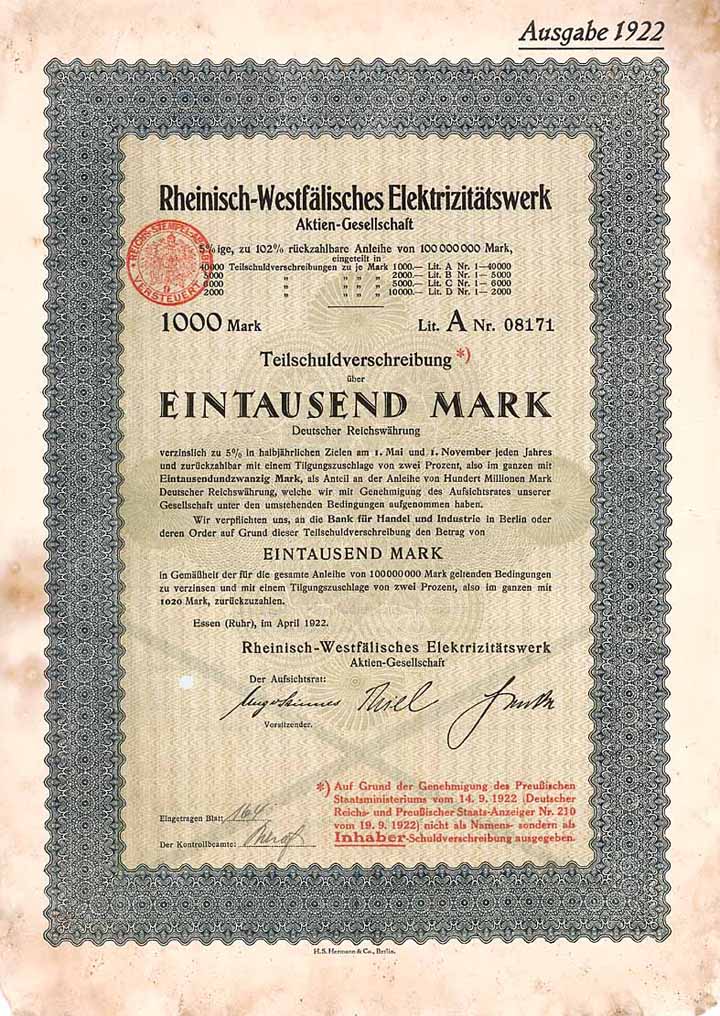 Ausgabe 1922
Rheinisch-Westfälisches Elektrizitätswerk
Aktien-Gesellschaft
5%ige, zu 102% rückzahlbare Anleihe von 100 000 000 Mark,
eingeteilt in
40000 Teilschuldverschreibungen zu je Mark 1000.— Lit. A Nr. 1—40000
5000 „ „ „ „ 2000.— Lit. B Nr. 1— 5000
6000 „ „ „ „ 5000.— Lit. C Nr. 1— 6000
2000 „ „ „ „ 10000.— Lit. D Nr. 1— 2000
REICHS-STEMPEL-ABGABE
VERSTEUERT
1000 Mark Lit. A Nr. 08171
Teilschuldverschreibung *)
über
EINTAUSEND MARK
Deutscher Reichswährung
verzinslich zu 5% in halbjährlichen Zielen am 1. Mai und 1. November jeden Jahres
und zurückzahlbar mit einem Tilgungszuschlage von zwei Prozent, also im ganzen mit
Eintausendundzwanzig Mark, als Anteil an der Anleihe von Hundert Millionen Mark
Deutscher Reichswährung, welche wir mit Genehmigung des Aufsichtsrates unserer
Gesellschaft unter den umstehenden Bedingungen aufgenommen haben.
Wir verpflichten uns, an die Bank für Handel und Industrie in Berlin oder
deren Order auf Grund dieser Teilschuldverschreibung den Betrag von
EINTAUSEND MARK
in Gemäßheit der für die gesamte Anleihe von 100000000 Mark geltenden Bedingungen
zu verzinsen und mit einem Tilgungszuschlage von zwei Prozent, also im ganzen mit
1020 Mark, zurückzuzahlen.
Essen (Ruhr), im April 1922.
Rheinisch-Westfälisches Elektrizitätswerk
Aktien-Gesellschaft
Der Aufsichtsrat:
Hugo Stinnes Thiel
Vorsitzender.
*) Auf Grund der Genehmigung des Preußischen
Staatsministeriums vom 14. 9. 1922 (Deutscher
Reichs- und Preußischer Staats-Anzeiger Nr. 210
vom 19. 9. 1922) nicht als Namens- sondern als
Inhaber-Schuldverschreibung ausgegeben.
Eingetragen Blatt 164
Der Kontrollbeamte:
H. S. Hermann & Co., Berlin.